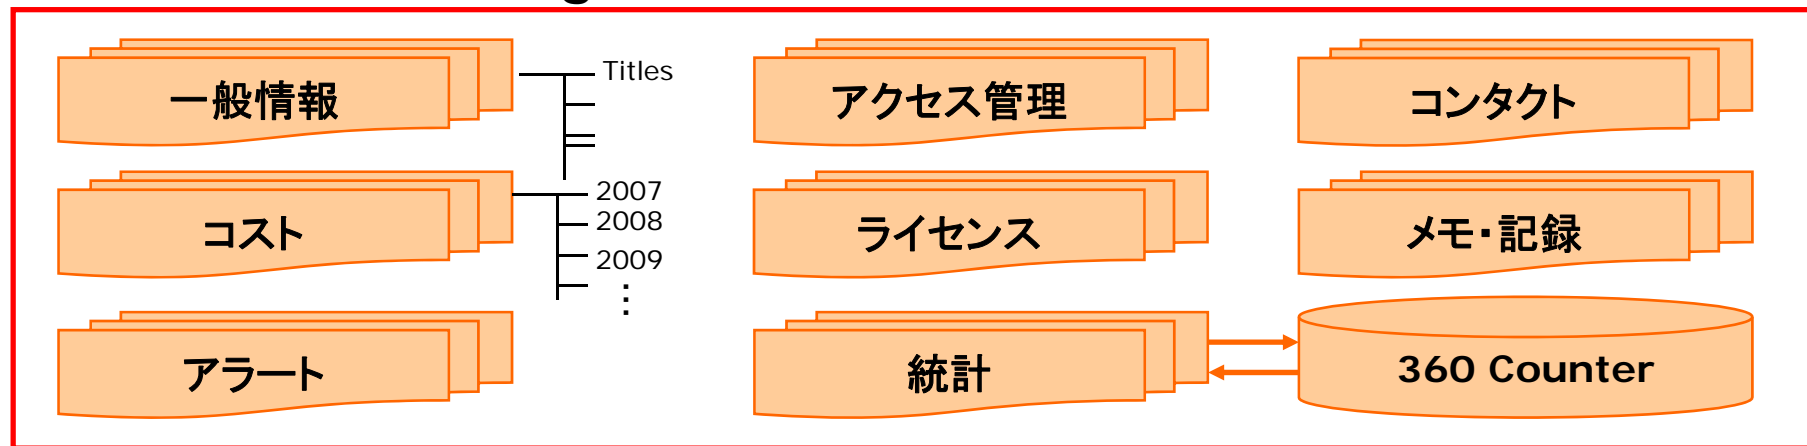 一般情報
Titles
アクセス管理
コンタクト
コスト
2007
2008
2009
⋮
ライセンス
メモ・記録
アラート
統計
360 Counter